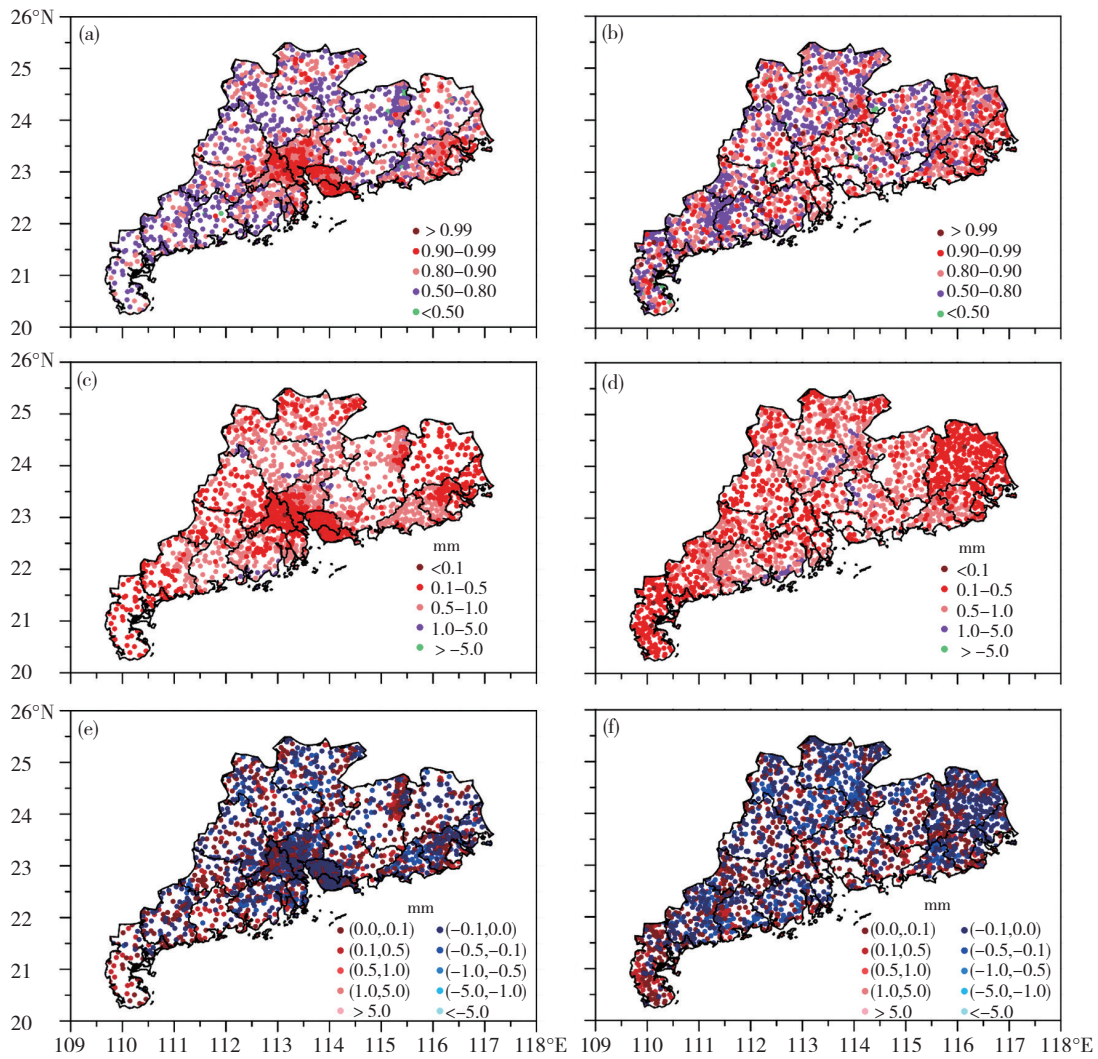 26°N
(a)
(b)
25
24
23
22
> 0.99
0.90−0.99
0.80−0.90
0.50−0.80
<0.50
> 0.99
0.90−0.99
0.80−0.90
0.50−0.80
<0.50
21
20
26°N
(c)
(d)
25
24
23
22
mm
<0.1
0.1−0.5
0.5−1.0
1.0−5.0
> −5.0
mm
<0.1
0.1−0.5
0.5−1.0
1.0−5.0
> −5.0
21
20
26°N
(e)
(f)
25
24
23
22
mm
(0.0,.0.1) (−0.1,0.0)
(0.1,0.5) (−0.5,−0.1)
(0.5,1.0) (−1.0,−0.5)
(1.0,5.0) (−5.0,−1.0)
> 5.0 <−5.0
mm
(0.0,.0.1) (−0.1,0.0)
(0.1,0.5) (−0.5,−0.1)
(0.5,1.0) (−1.0,−0.5)
(1.0,5.0) (−5.0,−1.0)
> 5.0 <−5.0
21
20
109 110 111 112 113 114 115 116 117 118°E
109 110 111 112 113 114 115 116 117 118°E